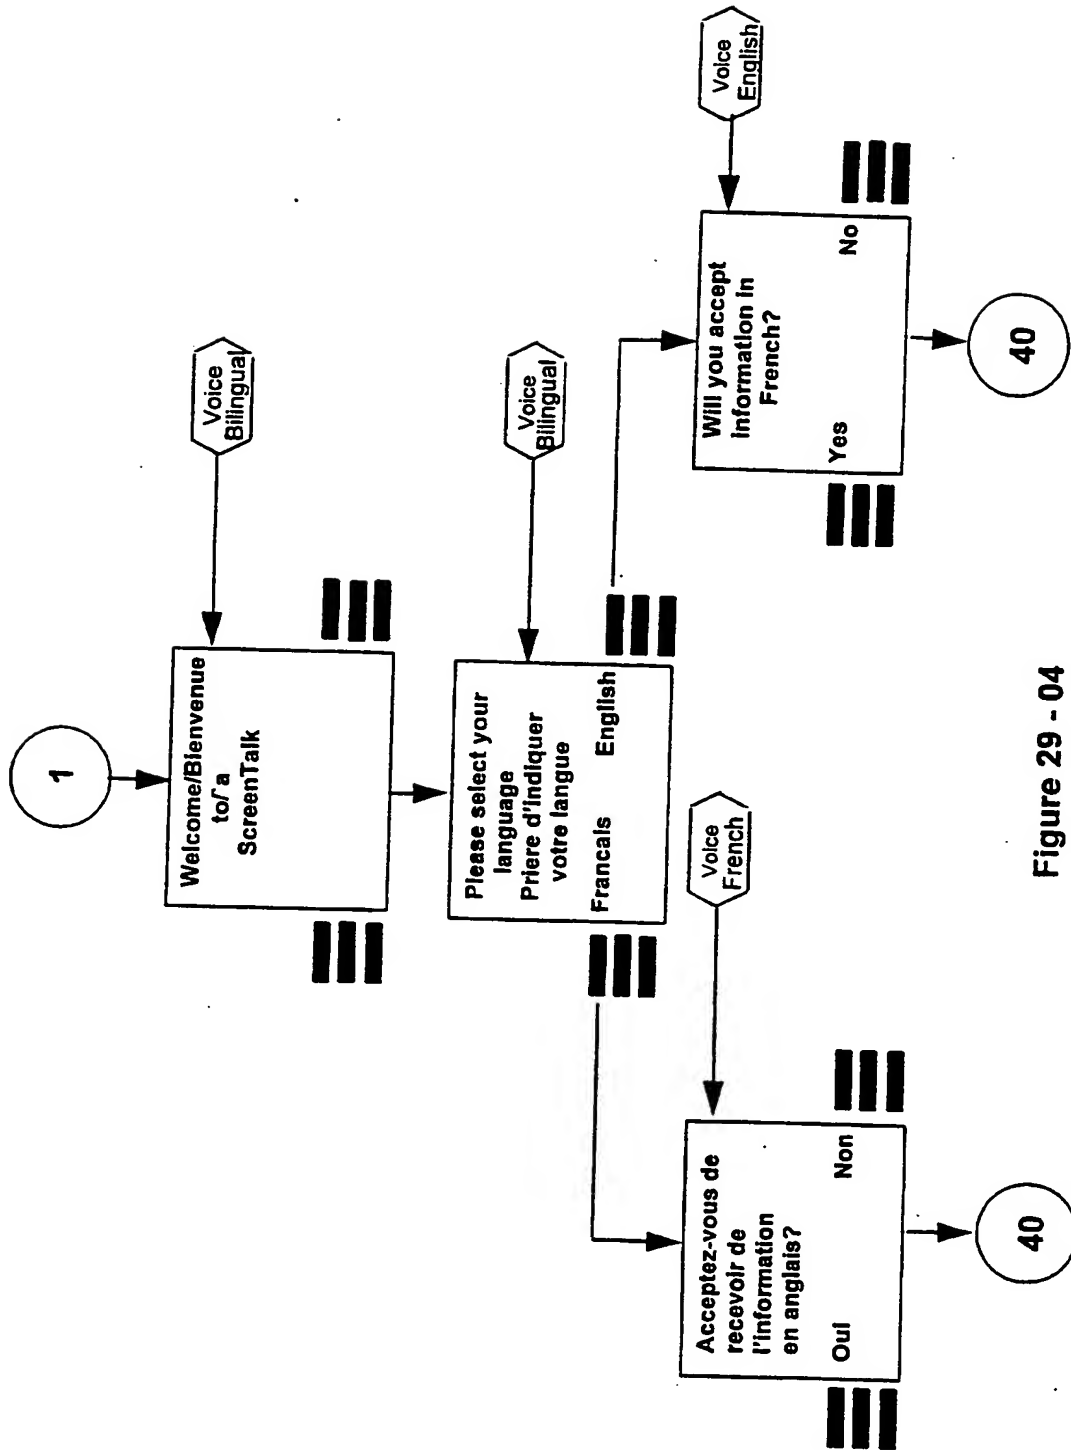 1
Welcome/Bienvenue
to/ a
ScreenTalk
Voice
Bilingual
Please select your
language
Priere d'indiquer
votre langue
Francais English
Voice
Bilingual
Acceptez-vous de
recevoir de
l'information
en anglais?
Oui Non
Voice
French
40
Will you accept
information in
French?
Yes No
Voice
English
40
Figure 29 - 04